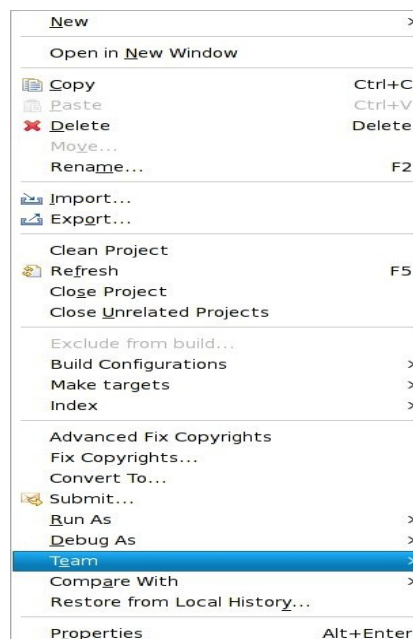 New >
Open in New Window
Copy Ctrl+C
Paste Ctrl+V
Delete Delete
Move...
Rename... F2
Import...
Export...
Clean Project
Refresh F5
Close Project
Close Unrelated Projects
Exclude from build...
Build Configurations >
Make targets >
Index >
Advanced Fix Copyrights
Fix Copyrights...
Convert To...
Submit...
Run As >
Debug As >
Team >
Compare With >
Restore from Local History...
Properties Alt+Enter